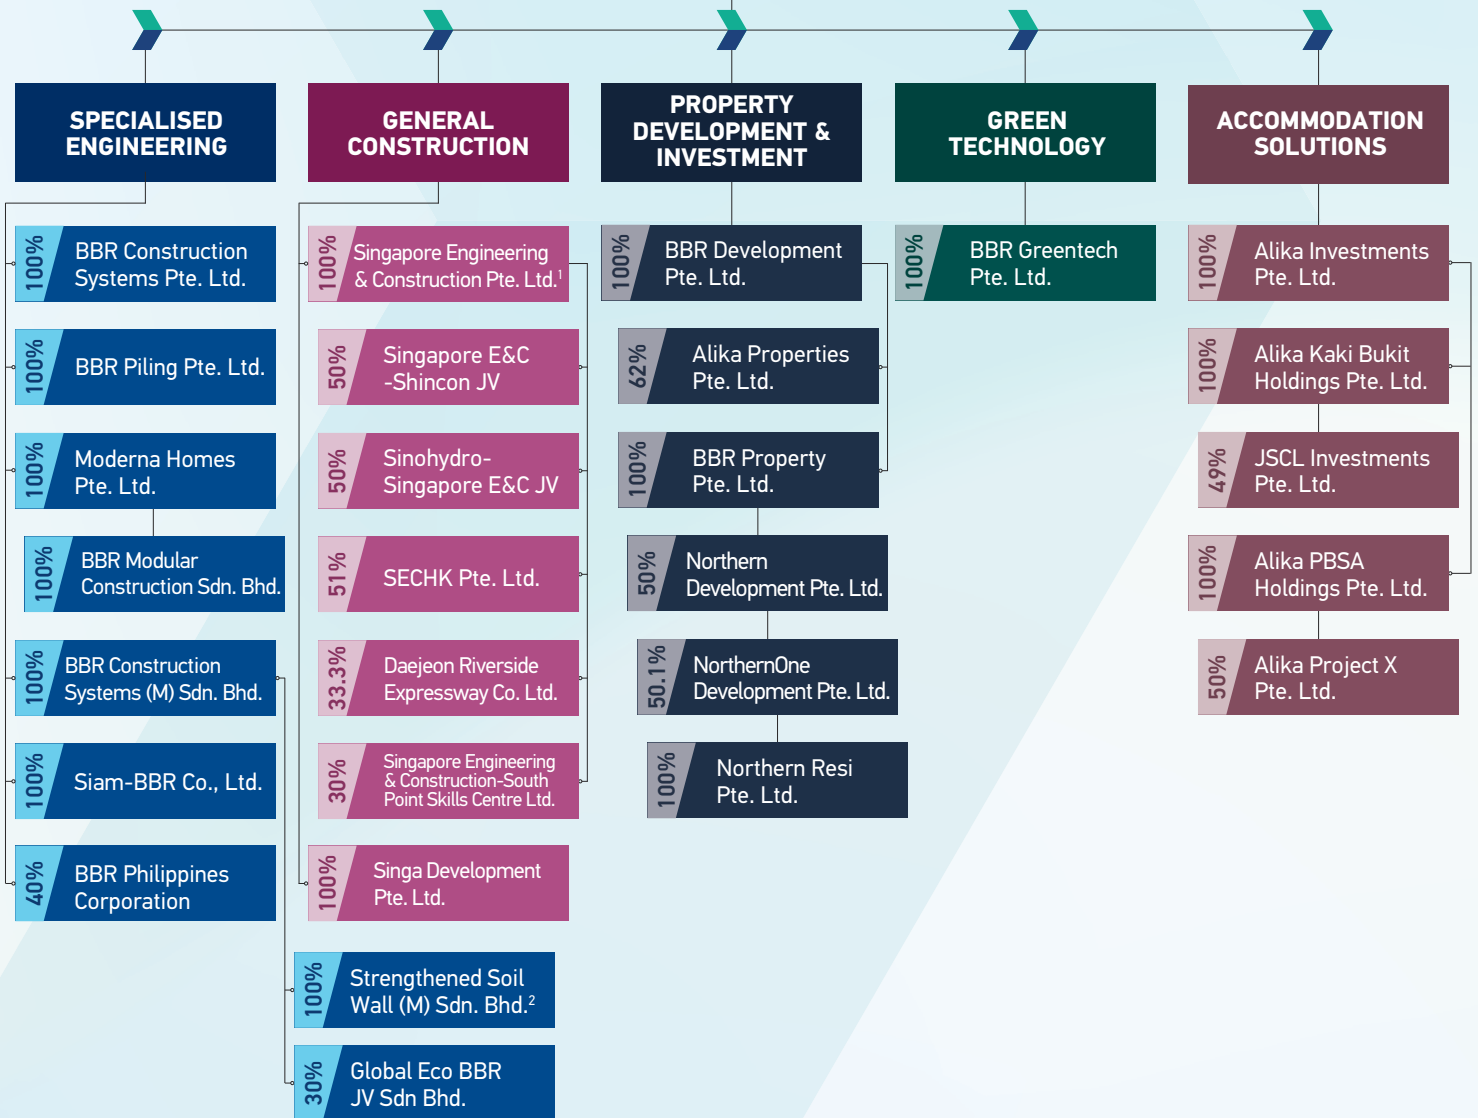 SPECIALISED
ENGINEERING
100%
BBR Construction
Systems Pte. Ltd.
100%
BBR Piling Pte. Ltd.
100%
Moderna Homes
Pte. Ltd.
100%
BBR Modular
Construction Sdn. Bhd.
100%
BBR Construction
Systems (M) Sdn. Bhd.
100%
Siam-BBR Co., Ltd.
40%
BBR Philippines
Corporation
100%
Strengthened Soil
Wall (M) Sdn. Bhd.²
30%
Global Eco BBR
JV Sdn Bhd.
GENERAL
CONSTRUCTION
100%
Singapore Engineering
& Construction Pte. Ltd.¹
50%
Singapore E&C
-Shincon JV
50%
Sinohydro-
Singapore E&C JV
51%
SECHK Pte. Ltd.
33.3%
Daejeon Riverside
Expressway Co. Ltd.
30%
Singapore Engineering
& Construction-South
Point Skills Centre Ltd.
100%
Singa Development
Pte. Ltd.
PROPERTY
DEVELOPMENT &
INVESTMENT
100%
BBR Development
Pte. Ltd.
62%
Alika Properties
Pte. Ltd.
100%
BBR Property
Pte. Ltd.
50%
Northern
Development Pte. Ltd.
50.1%
NorthernOne
Development Pte. Ltd.
100%
Northern Resi
Pte. Ltd.
GREEN
TECHNOLOGY
100%
BBR Greentech
Pte. Ltd.
ACCOMMODATION
SOLUTIONS
100%
Alika Investments
Pte. Ltd.
100%
Alika Kaki Bukit
Holdings Pte. Ltd.
49%
JSCL Investments
Pte. Ltd.
100%
Alika PBSA
Holdings Pte. Ltd.
50%
Alika Project X
Pte. Ltd.